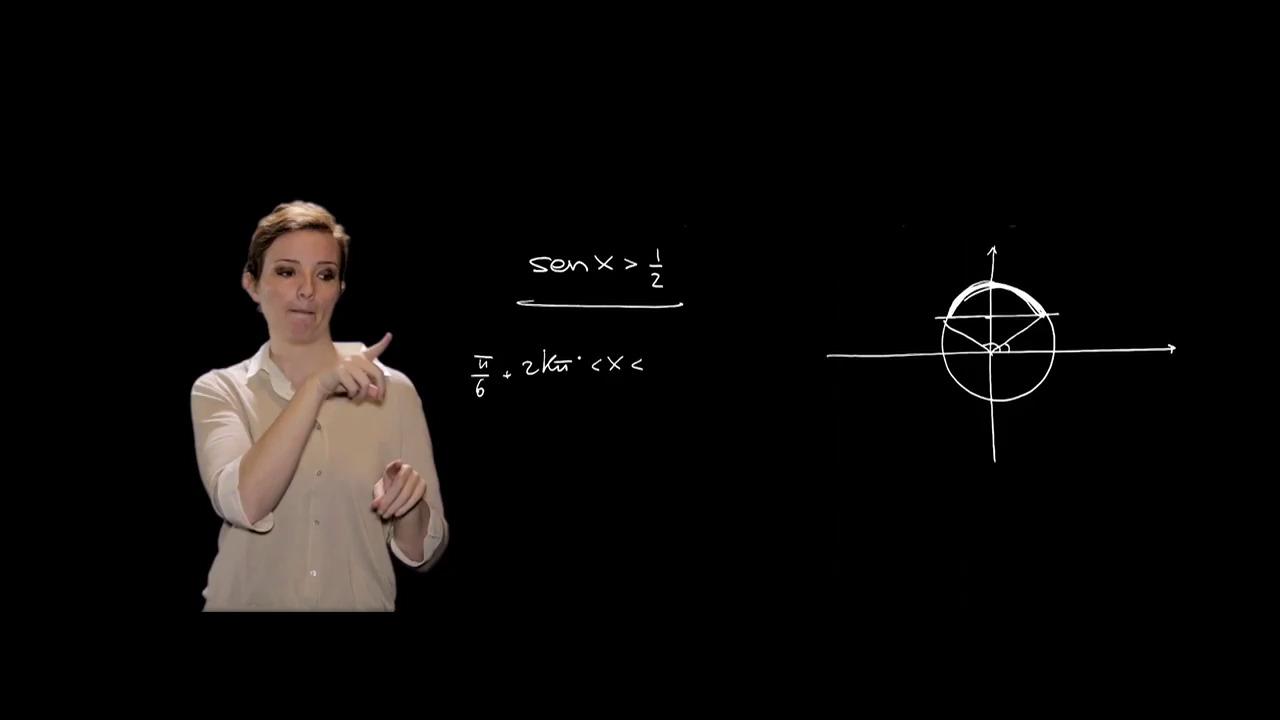 sen x > 1/2
π/6 + 2kπ < x <